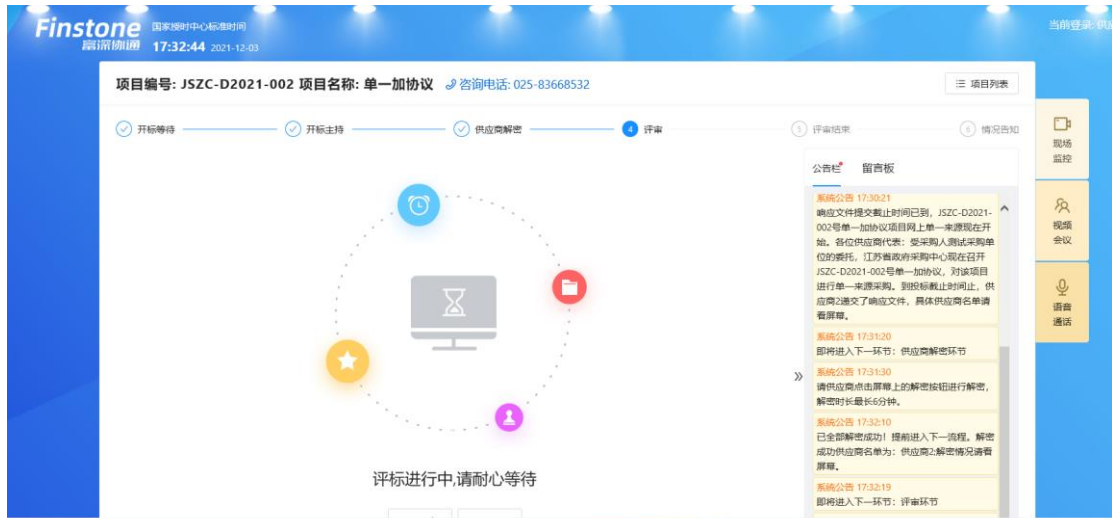 Finstone
国家授时中心标准时间
高深协通
17:32:44 2021-12-03
当前登录: 供
项目编号: JSZC-D2021-002 项目名称: 单一加协议 咨询电话: 025-83668532
项目列表
开标等待
开标主持
供应商解密
4 评审
5 评审结束
6 情况告知
公告栏 留言板
系统公告 17:30:21
响应文件提交截止时间已到，JSZC-D2021-
002号单一加协议项目网上单一来源现在开
始。各位供应商代表：受采购人测试采购单
位的委托，江苏省政府采购中心现在召开
JSZC-D2021-002号单一加协议，对该项目
进行单一来源采购。到投标截止时间止，供
应商2递交了响应文件，具体供应商名单请
看屏幕。
系统公告 17:31:20
即将进入下一环节：供应商解密环节
系统公告 17:31:30
请供应商点击屏幕上的解密按钮进行解密，
解密时长最长6分钟。
系统公告 17:32:10
已全部解密成功！提前进入下一流程。解密
成功供应商名单为：供应商2;解密情况请看
屏幕。
系统公告 17:32:19
即将进入下一环节：评审环节
评标进行中,请耐心等待
现场
监控
视频
会议
语音
通话